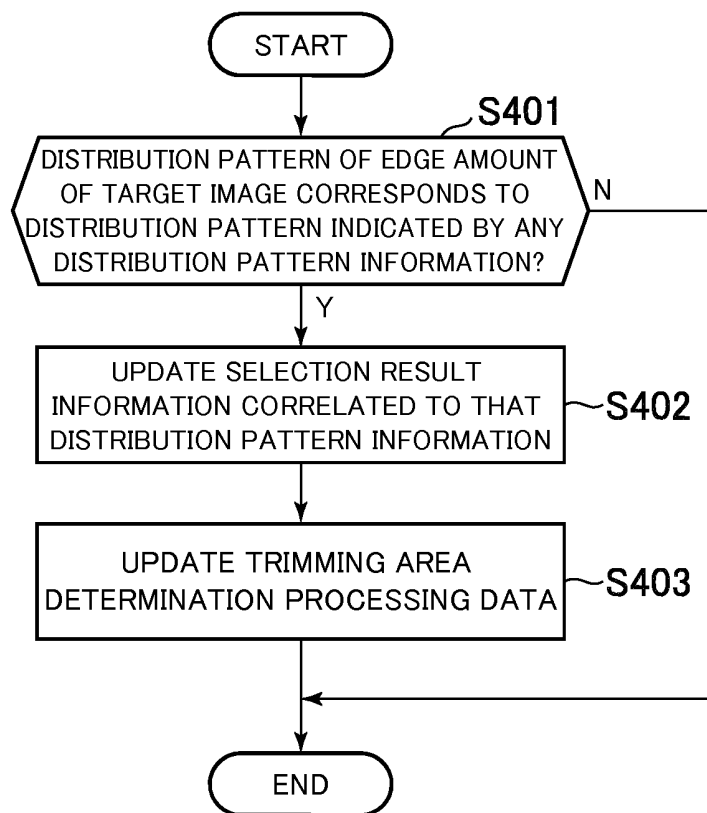 START
S401
DISTRIBUTION PATTERN OF EDGE AMOUNT
OF TARGET IMAGE CORRESPONDS TO
DISTRIBUTION PATTERN INDICATED BY ANY
DISTRIBUTION PATTERN INFORMATION?
N
Y
UPDATE SELECTION RESULT
INFORMATION CORRELATED TO THAT
DISTRIBUTION PATTERN INFORMATION
S402
UPDATE TRIMMING AREA
DETERMINATION PROCESSING DATA
S403
END